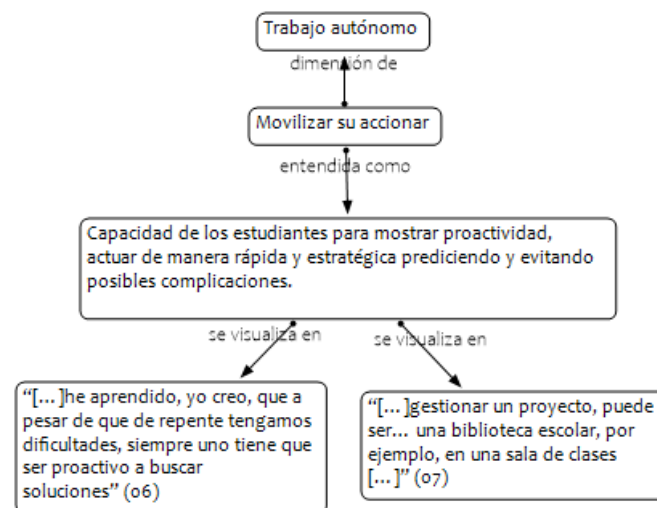 Trabajo autónomo
dimensión de
Movilizar su accionar
entendida como
Capacidad de los estudiantes para mostrar proactividad,
actuar de manera rápida y estratégica prediciendo y evitando
posibles complicaciones.
se visualiza en
se visualiza en
“[...]he aprendido, yo creo, que a
pesar de que de repente tengamos
dificultades, siempre uno tiene que
ser proactivo a buscar
soluciones” (06)
“[...]gestionar un proyecto, puede
ser... una biblioteca escolar, por
ejemplo, en una sala de clases
[...]” (07)